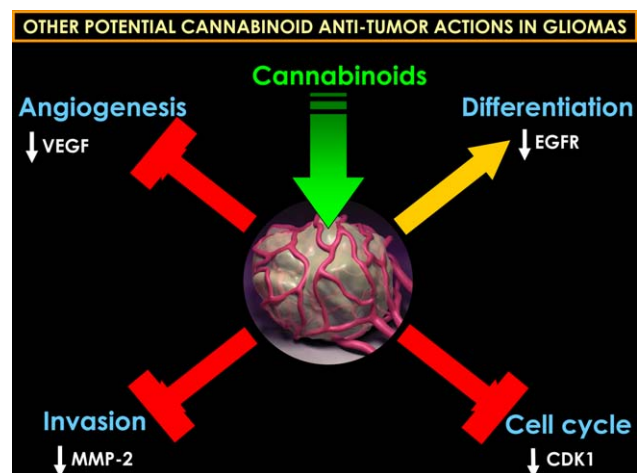 OTHER POTENTIAL CANNABINOID ANTI-TUMOR ACTIONS IN GLIOMAS
Cannabinoids
Angiogenesis
VEGF
Differentiation
EGFR
Invasion
MMP-2
Cell cycle
CDK1